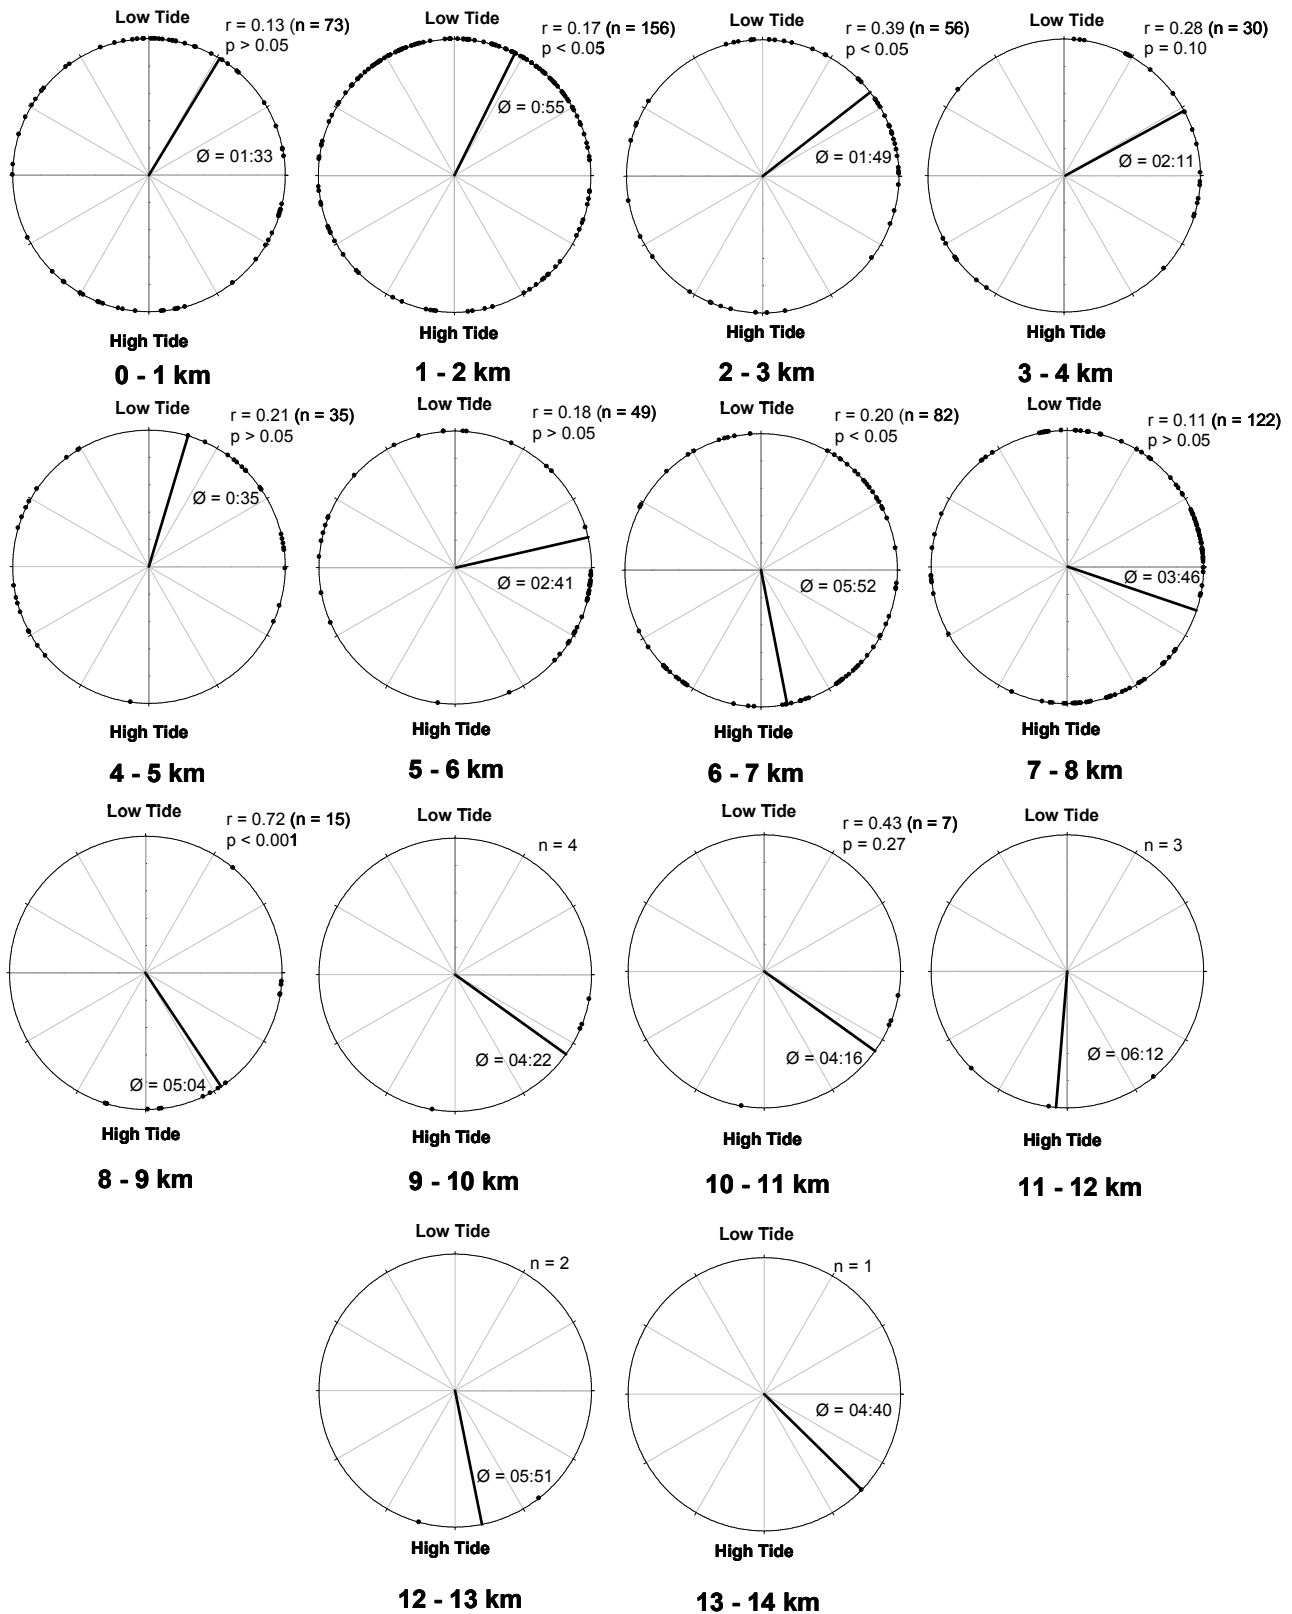 Low Tide
r = 0.13 (n = 73)
p > 0.05
Ø = 01:33
High Tide
0 - 1 km
Low Tide
r = 0.17 (n = 156)
p < 0.05
Ø = 0:55
High Tide
1 - 2 km
Low Tide
r = 0.39 (n = 56)
p < 0.05
Ø = 01:49
High Tide
2 - 3 km
Low Tide
r = 0.28 (n = 30)
p = 0.10
Ø = 02:11
High Tide
3 - 4 km
Low Tide
r = 0.21 (n = 35)
p > 0.05
Ø = 0:35
High Tide
4 - 5 km
Low Tide
r = 0.18 (n = 49)
p > 0.05
Ø = 02:41
High Tide
5 - 6 km
Low Tide
r = 0.20 (n = 82)
p < 0.05
Ø = 05:52
High Tide
6 - 7 km
Low Tide
r = 0.11 (n = 122)
p > 0.05
Ø = 03:46
High Tide
7 - 8 km
Low Tide
r = 0.72 (n = 15)
p < 0.001
Ø = 05:04
High Tide
8 - 9 km
Low Tide
n = 4
Ø = 04:22
High Tide
9 - 10 km
Low Tide
r = 0.43 (n = 7)
p = 0.27
Ø = 04:16
High Tide
10 - 11 km
Low Tide
n = 3
Ø = 06:12
High Tide
11 - 12 km
Low Tide
n = 2
Ø = 05:51
High Tide
12 - 13 km
Low Tide
n = 1
Ø = 04:40
High Tide
13 - 14 km